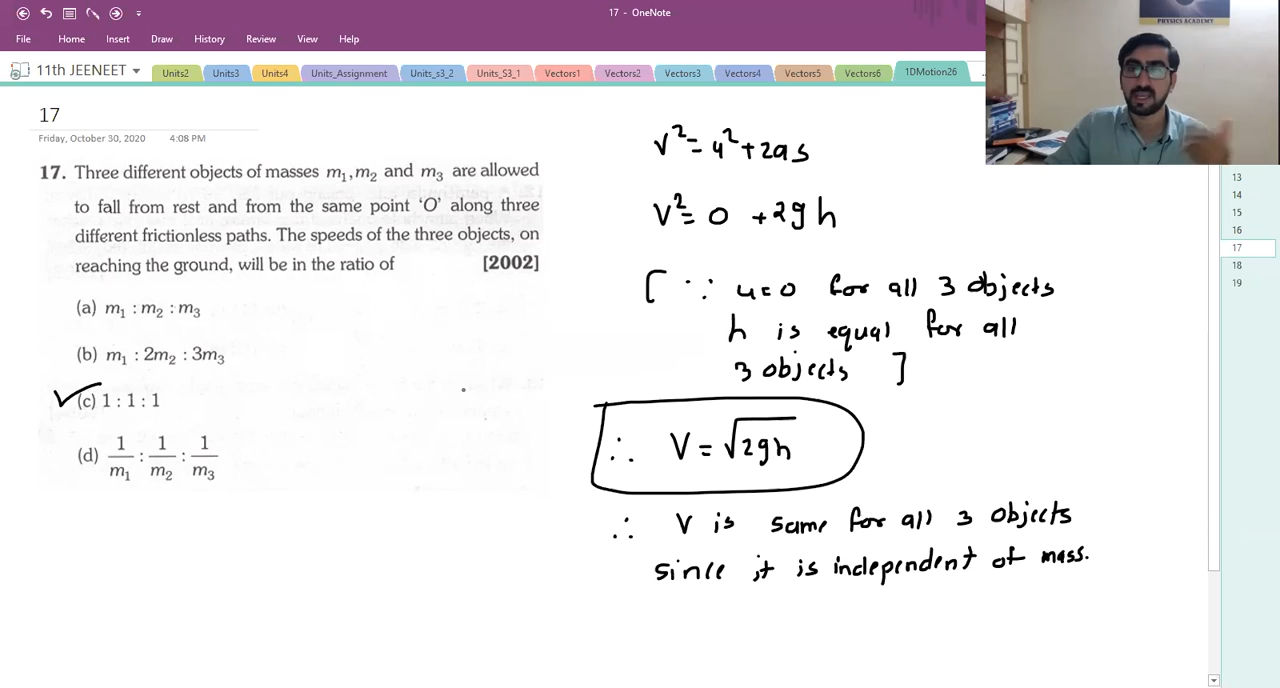 17 - OneNote
File Home Insert Draw History Review View Help
11th JEENEET Units2 Units3 Units4 Units_Assignment Units_s3_2 Units_S3_1 Vectors1 Vectors2 Vectors3 Vectors4 Vectors5 Vectors6 1DMotion26
PHYSICS ACADEMY
17
Friday, October 30, 2020 4:08 PM
17. Three different objects of masses m₁, m₂ and m₃ are allowed
to fall from rest and from the same point 'O' along three
different frictionless paths. The speeds of the three objects, on
reaching the ground, will be in the ratio of [2002]
(a) m₁ : m₂ : m₃
(b) m₁ : 2m₂ : 3m₃
(c) 1 : 1 : 1
(d) 1/m₁ : 1/m₂ : 1/m₃
v² = u² + 2as
v² = 0 + 2gh
[ ∵ u=0 for all 3 objects
h is equal for all
3 objects ]
∴ V = √2gh
∴ V is same for all 3 objects
since it is independent of mass.
13
14
15
16
17
18
19